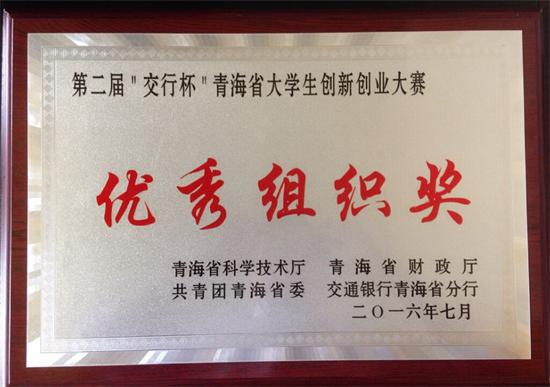 第二届"交行杯"青海省大学生创新创业大赛
优秀组织奖
青海省科学技术厅 青海省财政厅
共青团青海省委 交通银行青海省分行
二〇一六年七月